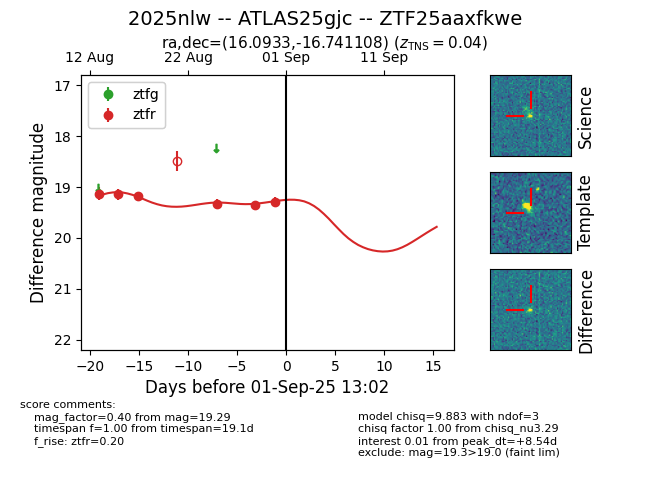 2025nlw -- ATLAS25gjc -- ZTF25aaxfkwe
ra,dec=(16.0933,-16.741108) (z_TNS = 0.04)
12 Aug 22 Aug 01 Sep 11 Sep
ztfg
ztfr
17
18
19
20
21
22
Difference magnitude
−20 −15 −10 −5 0 5 10 15
Days before 01-Sep-25 13:02
Science
Template
Difference
score comments:
mag_factor=0.40 from mag=19.29
timespan f=1.00 from timespan=19.1d
f_rise: ztfr=0.20
model chisq=9.883 with ndof=3
chisq factor 1.00 from chisq_nu3.29
interest 0.01 from peak_dt=+8.54d
exclude: mag=19.3>19.0 (faint lim)